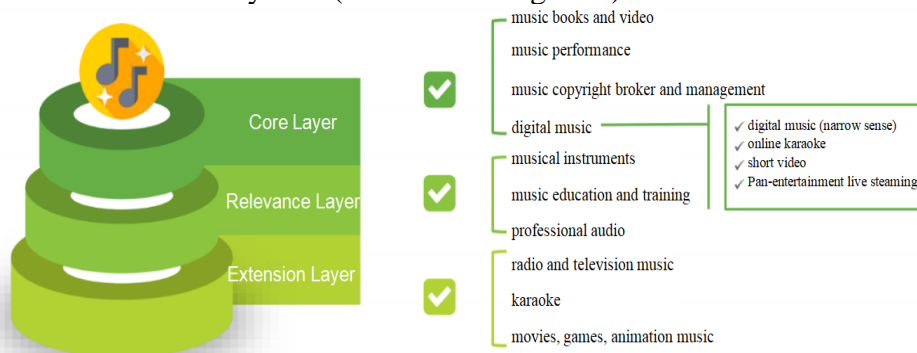 music books and video
music performance
Core Layer
music copyright broker and management
digital music
digital music (narrow sense)
online karaoke
short video
Pan-entertainment live steaming
Relevance Layer
musical instruments
music education and training
professional audio
Extension Layer
radio and television music
karaoke
movies, games, animation music